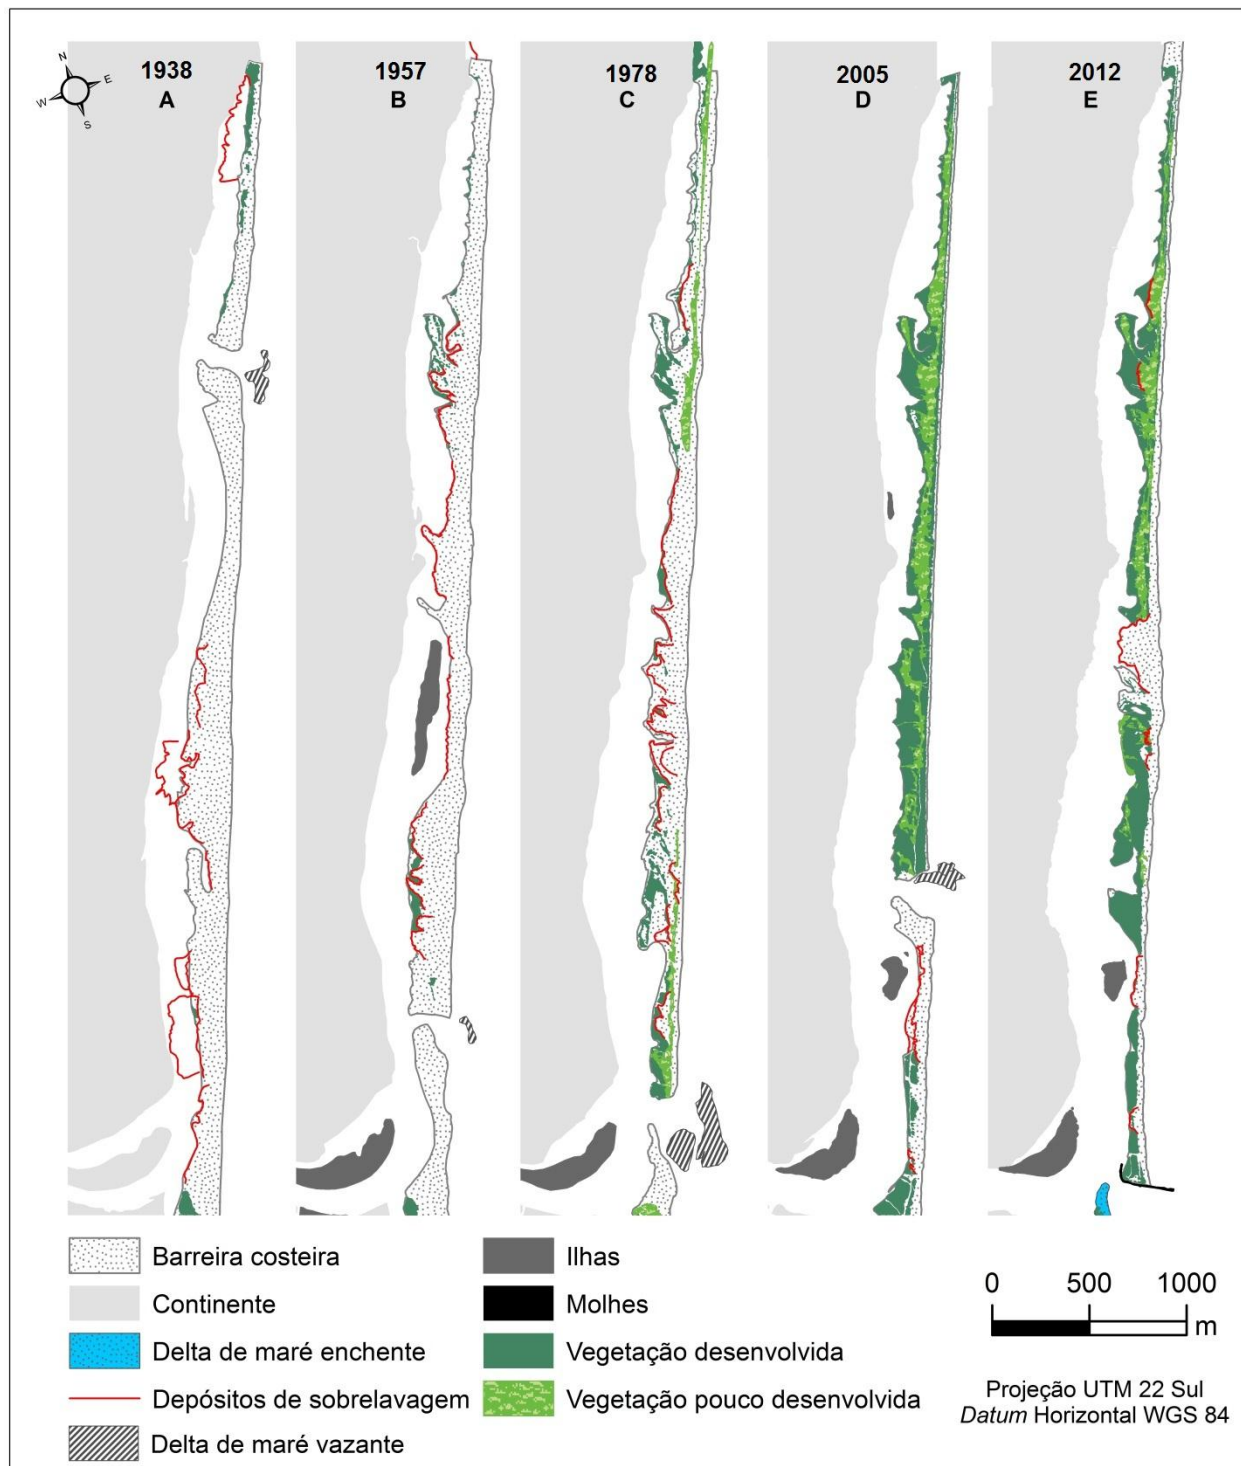 1938
A
1957
B
1978
C
2005
D
2012
E
N
E
W
S
Barreira costeira
Continente
Delta de maré enchente
Depósitos de sobrelavagem
Delta de maré vazante
Ilhas
Molhes
Vegetação desenvolvida
Vegetação pouco desenvolvida
0 500 1000
m
Projeção UTM 22 Sul
Datum Horizontal WGS 84